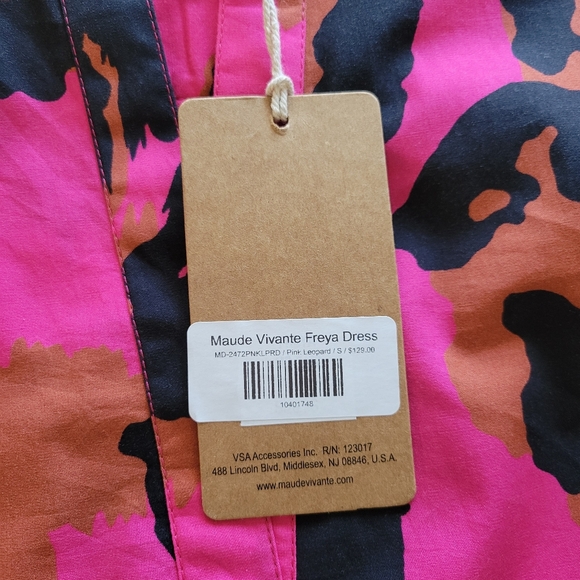 Maude Vivante Freya Dress
MD-2472PNKLPRD / Pink Leopard / S / $129.00
10401748
VSA Accessories Inc. R/N: 123017
488 Lincoln Blvd, Middlesex, NJ 08846, U.S.A.
www.maudevivante.com